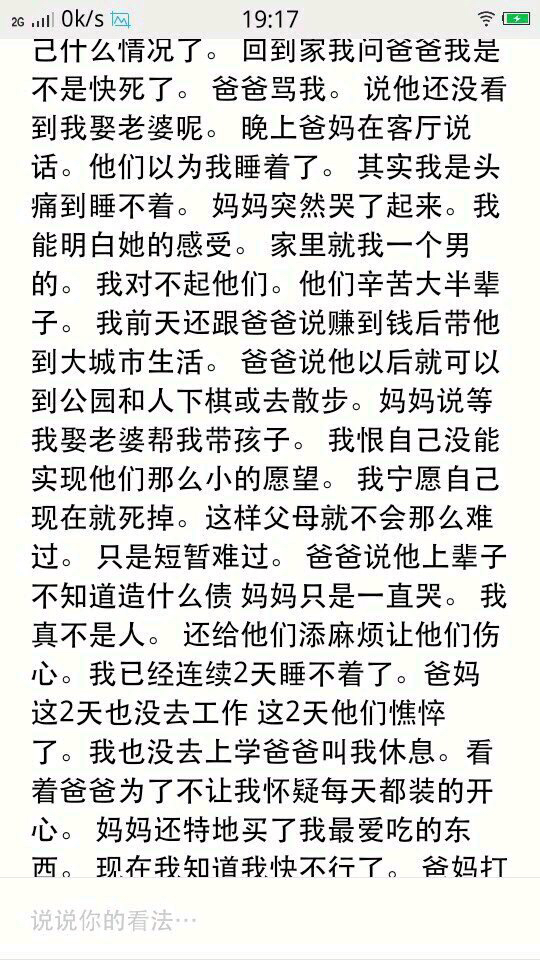 2G 0k/s 19:17
己什么情况了。 回到家我问爸爸我是
不是快死了。 爸爸骂我。 说他还没看
到我娶老婆呢。 晚上爸妈在客厅说
话。他们以为我睡着了。 其实我是头
痛到睡不着。 妈妈突然哭了起来。我
能明白她的感受。 家里就我一个男
的。 我对不起他们。他们辛苦大半辈
子。 我前天还跟爸爸说赚到钱后带他
到大城市生活。 爸爸说他以后就可以
到公园和人下棋或去散步。妈妈说等
我娶老婆帮我带孩子。 我恨自己没能
实现他们那么小的愿望。 我宁愿自己
现在就死掉。这样父母就不会那么难
过。 只是短暂难过。 爸爸说他上辈子
不知道造什么债 妈妈只是一直哭。 我
真不是人。 还给他们添麻烦让他们伤
心。我已经连续2天睡不着了。爸妈
这2天也没去工作 这2天他们憔悴
了。我也没去上学爸爸叫我休息。看
着爸爸为了不让我怀疑每天都装的开
心。 妈妈还特地买了我最爱吃的东
西。 现在我知道我快不行了。 爸妈打
说说你的看法…